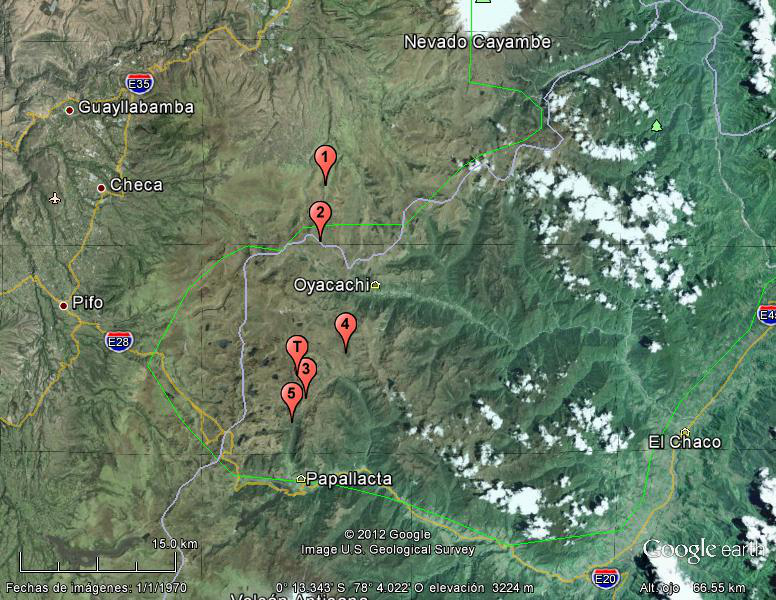 Nevado Cayambe
E35
Guayllabamba
1
Checa
2
Oyacachi
Pifo
E45
4
E28
T
3
5
El Chaco
Papallacta
© 2012 Google
15.0 km
Image U.S. Geological Survey
Google earth
E20
Fechas de imágenes: 1/1/1970 0° 13.343' S 78° 4.022' O elevación 3224 m Alt. ojo 66.55 km
Volcán Antisana